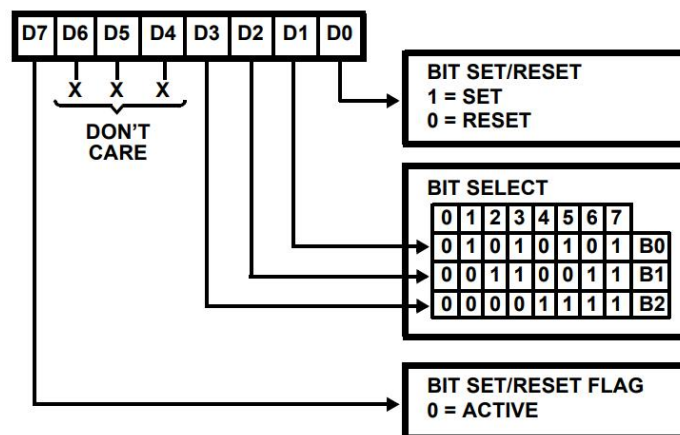 D7 D6 D5 D4 D3 D2 D1 D0
X X X
DON'T
CARE
BIT SET/RESET
1 = SET
0 = RESET
BIT SELECT
0 1 2 3 4 5 6 7
0 1 0 1 0 1 0 1 B0
0 0 1 1 0 0 1 1 B1
0 0 0 0 1 1 1 1 B2
BIT SET/RESET FLAG
0 = ACTIVE